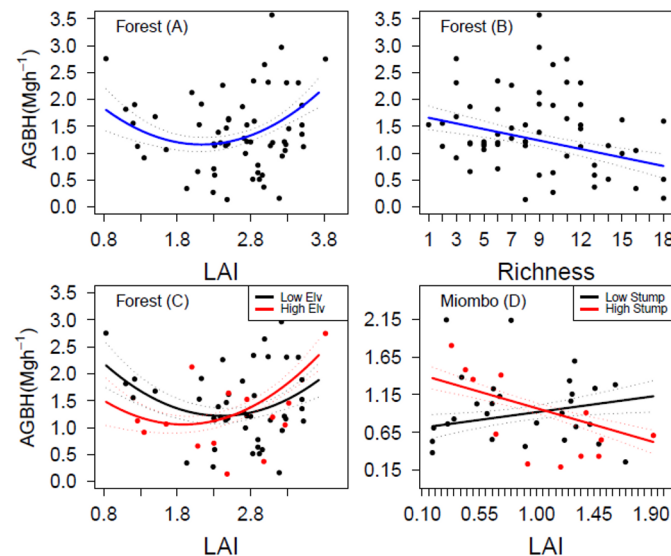 Forest (A)
AGBH(Mgh⁻¹)
3.5
3.0
2.5
2.0
1.5
1.0
0.5
0.0
0.8 1.8 2.8 3.8
LAI
Forest (B)
3.5
3.0
2.5
2.0
1.5
1.0
0.5
0.0
1 3 5 7 9 12 15 18
Richness
Forest (C)
Low Elv
High Elv
AGBH(Mgh⁻¹)
3.5
3.0
2.5
2.0
1.5
1.0
0.5
0.0
0.8 1.8 2.8 3.8
LAI
Miombo (D)
Low Stump
High Stump
2.15
1.65
1.15
0.65
0.15
0.10 0.55 1.00 1.45 1.90
LAI